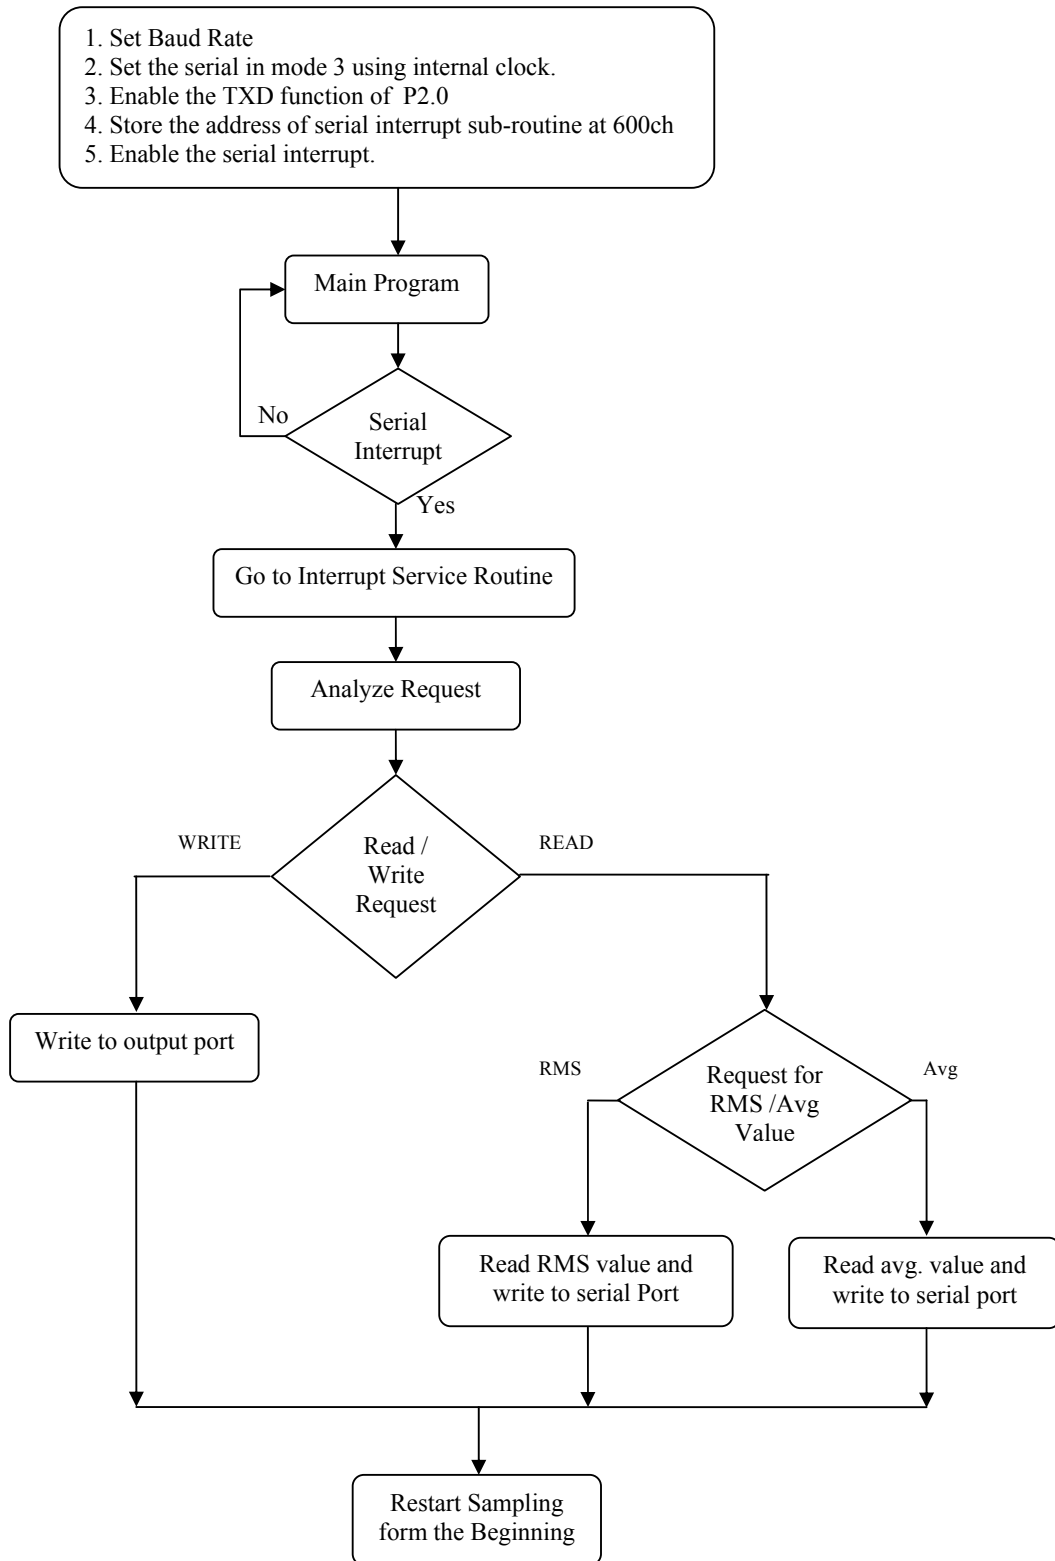 1. Set Baud Rate
2. Set the serial in mode 3 using internal clock.
3. Enable the TXD function of P2.0
4. Store the address of serial interrupt sub-routine at 600ch
5. Enable the serial interrupt.
Main Program
No
Serial
Interrupt
Yes
Go to Interrupt Service Routine
Analyze Request
WRITE
Read /
Write
Request
READ
Write to output port
RMS
Request for
RMS /Avg
Value
Avg
Read RMS value and
write to serial Port
Read avg. value and
write to serial port
Restart Sampling
form the Beginning